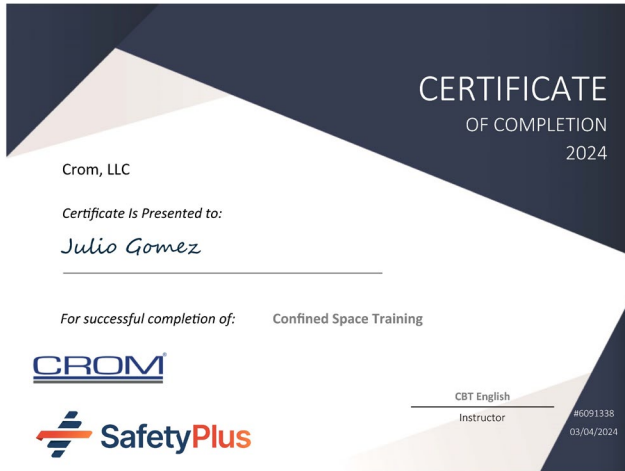 CERTIFICATE
OF COMPLETION
2024
Crom, LLC
Certificate Is Presented to:
Julio Gomez
For successful completion of: Confined Space Training
CROM®
SafetyPlus
CBT English
Instructor
#6091338
03/04/2024